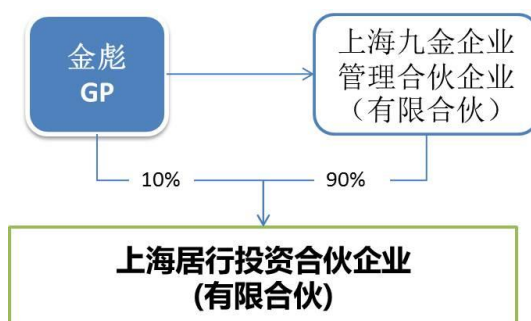 金彪
GP
上海九金企业
管理合伙企业
（有限合伙）
10%
90%
上海居行投资合伙企业
(有限合伙)